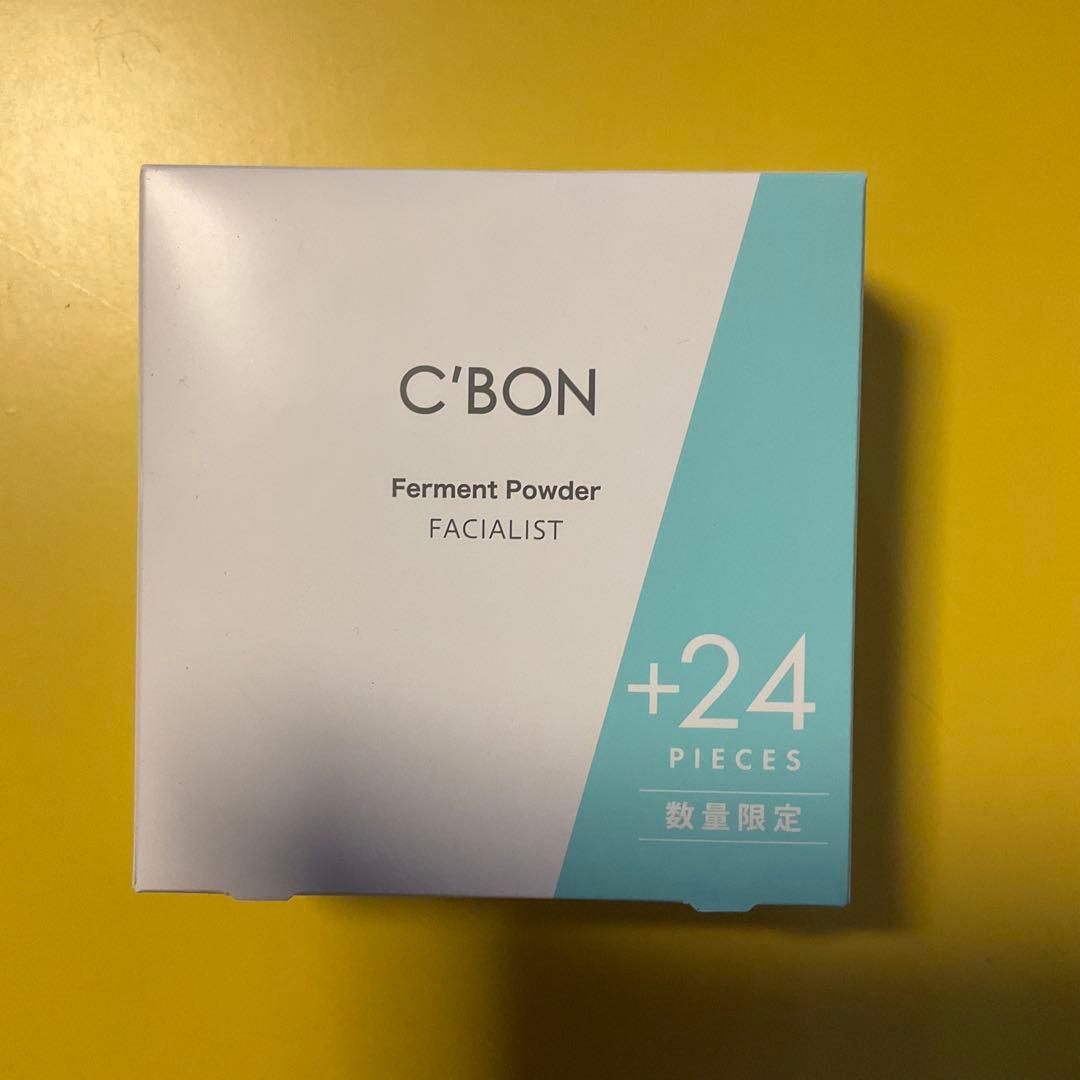 C'BON
Ferment Powder
FACIALIST
+24
PIECES
数量限定